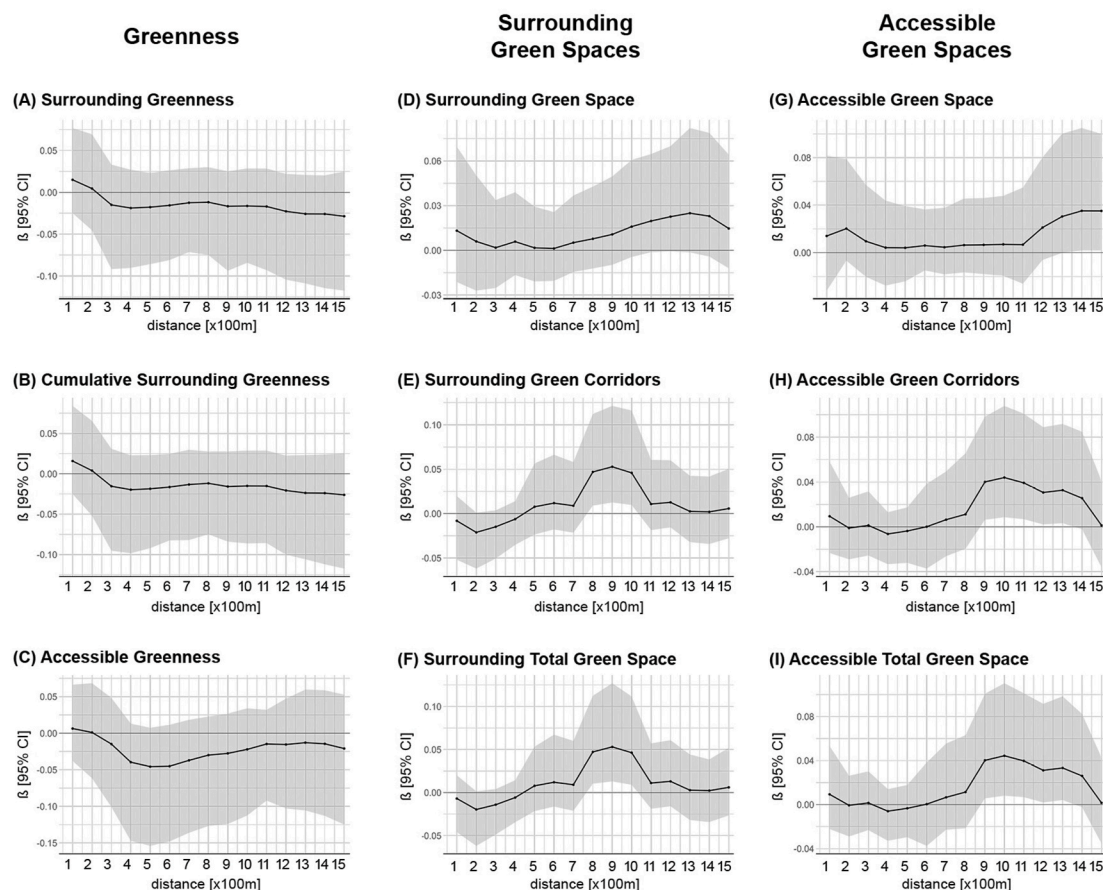 Greenness
Surrounding
Green Spaces
Accessible
Green Spaces
(A) Surrounding Greenness
ß [95% CI]
0.05
0.00
-0.05
-0.10
1 2 3 4 5 6 7 8 9 10 11 12 13 14 15
distance [x100m]
(D) Surrounding Green Space
ß [95% CI]
0.06
0.03
0.00
-0.03
1 2 3 4 5 6 7 8 9 10 11 12 13 14 15
distance [x100m]
(G) Accessible Green Space
ß [95% CI]
0.08
0.04
0.00
1 2 3 4 5 6 7 8 9 10 11 12 13 14 15
distance [x100m]
(B) Cumulative Surrounding Greenness
ß [95% CI]
0.05
0.00
-0.05
-0.10
1 2 3 4 5 6 7 8 9 10 11 12 13 14 15
distance [x100m]
(E) Surrounding Green Corridors
ß [95% CI]
0.10
0.05
0.00
-0.05
1 2 3 4 5 6 7 8 9 10 11 12 13 14 15
distance [x100m]
(H) Accessible Green Corridors
ß [95% CI]
0.08
0.04
0.00
-0.04
1 2 3 4 5 6 7 8 9 10 11 12 13 14 15
distance [x100m]
(C) Accessible Greenness
ß [95% CI]
0.05
0.00
-0.05
-0.10
-0.15
1 2 3 4 5 6 7 8 9 10 11 12 13 14 15
distance [x100m]
(F) Surrounding Total Green Space
ß [95% CI]
0.10
0.05
0.00
-0.05
1 2 3 4 5 6 7 8 9 10 11 12 13 14 15
distance [x100m]
(I) Accessible Total Green Space
ß [95% CI]
0.08
0.04
0.00
-0.04
1 2 3 4 5 6 7 8 9 10 11 12 13 14 15
distance [x100m]